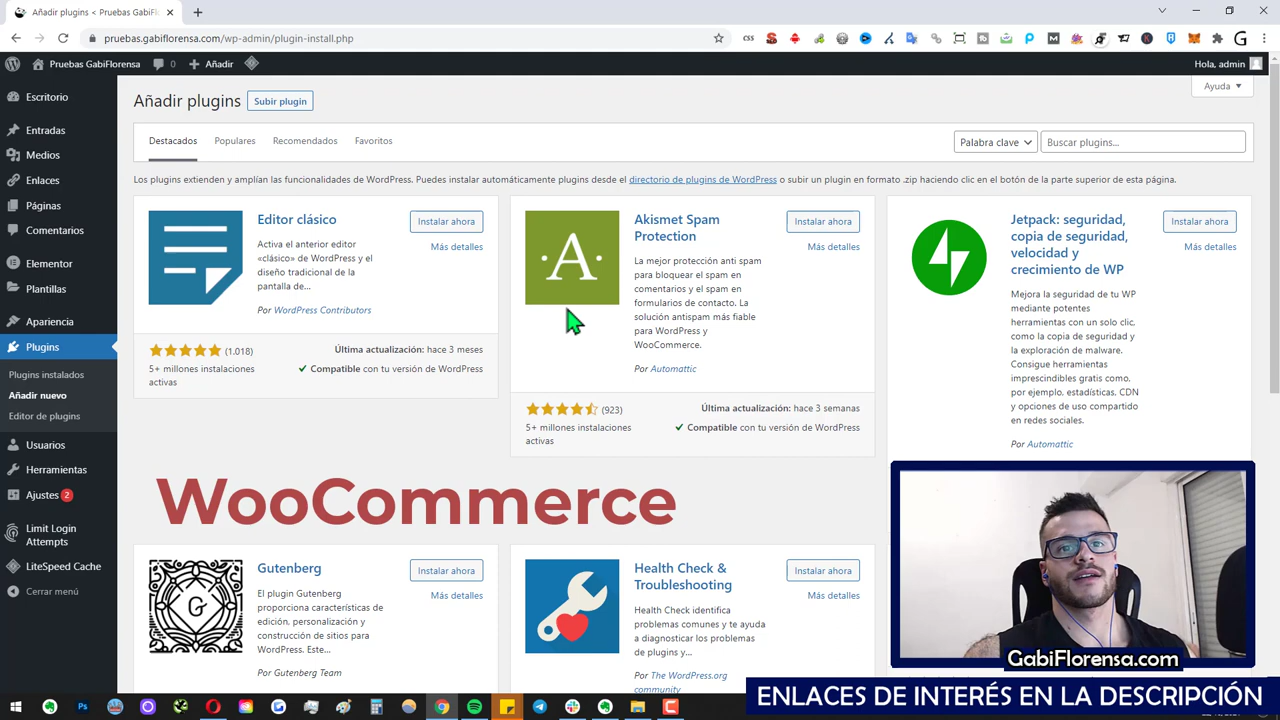 Añadir plugins < Pruebas GabiFl
pruebas.gabiflorensa.com/wp-admin/plugin-install.php
Pruebas GabiFlorensa
0
Añadir
Hola, admin
Escritorio
Entradas
Medios
Enlaces
Páginas
Comentarios
Elementor
Plantillas
Apariencia
Plugins
Plugins instalados
Añadir nuevo
Editor de plugins
Usuarios
Herramientas
Ajustes 2
Limit Login
Attempts
LiteSpeed Cache
Cerrar menú
Ayuda
Añadir plugins
Subir plugin
Destacados Populares Recomendados Favoritos
Palabra clave
Buscar plugins...
Los plugins extienden y amplían las funcionalidades de WordPress. Puedes instalar automáticamente plugins desde el directorio de plugins de WordPress o subir un plugin en formato .zip haciendo clic en el botón de la parte superior de esta página.
Editor clásico
Instalar ahora
Más detalles
Activa el anterior editor
«clásico» de WordPress y el
diseño tradicional de la
pantalla de...
Por WordPress Contributors
(1.018)
5+ millones instalaciones
activas
Última actualización: hace 3 meses
Compatible con tu versión de WordPress
·A·
Akismet Spam
Protection
Instalar ahora
Más detalles
La mejor protección anti spam
para bloquear el spam en
comentarios y el spam en
formularios de contacto. La
solución antispam más fiable
para WordPress y
WooCommerce.
Por Automattic
(923)
5+ millones instalaciones
activas
Última actualización: hace 3 semanas
Compatible con tu versión de WordPress
Jetpack: seguridad,
copia de seguridad,
velocidad y
crecimiento de WP
Instalar ahora
Más detalles
Mejora la seguridad de tu WP
mediante potentes
herramientas con un solo clic,
como la copia de seguridad y
la exploración de malware.
Consigue herramientas
imprescindibles gratis como,
por ejemplo, estadísticas, CDN
y opciones de uso compartido
en redes sociales.
Por Automattic
WooCommerce
G
Gutenberg
Instalar ahora
Más detalles
El plugin Gutenberg
proporciona características de
edición, personalización y
construcción de sitios para
WordPress. Este...
Por Gutenberg Team
Health Check &
Troubleshooting
Instalar ahora
Más detalles
Health Check identifica
problemas comunes y te ayuda
a diagnosticar los problemas
de plugins y...
Por The WordPress.org
community
GabiFlorensa.com
ENLACES DE INTERÉS EN LA DESCRIPCIÓN